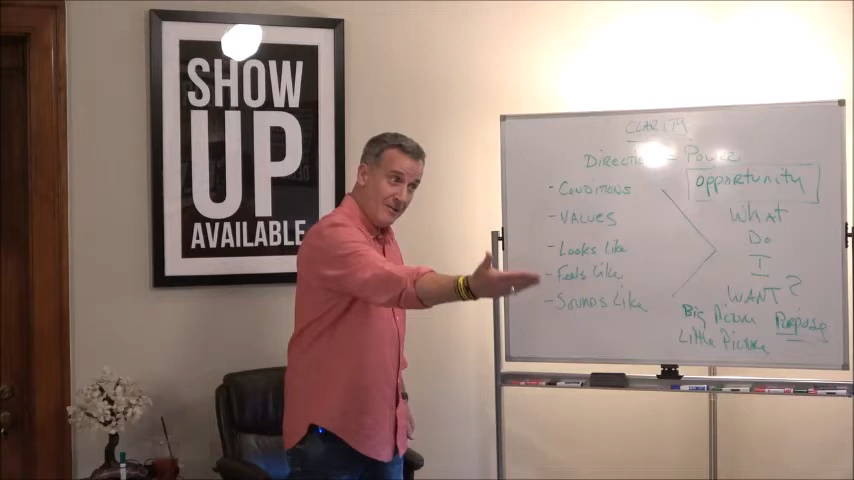 SHOW
UP
AVAILABLE
CLARITY
DIRECTION = POWER
- CONDITIONS
- VALUES
- Looks Like
- Feels Like
- Sounds Like
Opportunity
What
Do
I
WANT?
Big Picture Purpose
Little Picture